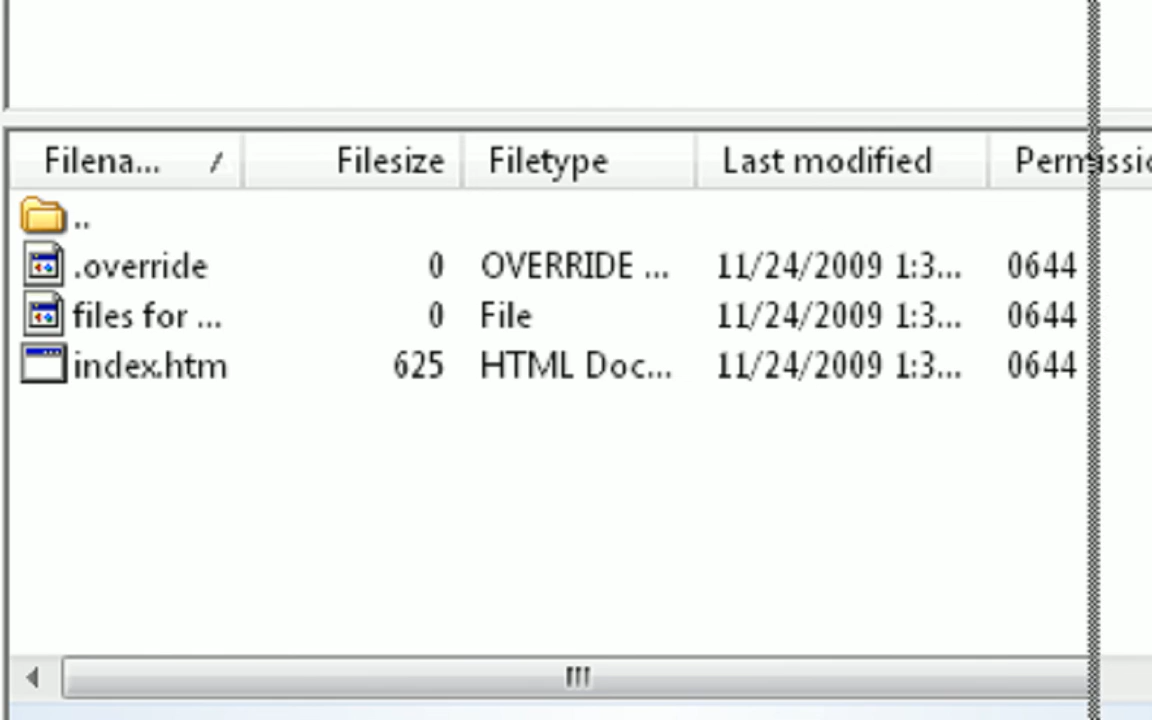 Filena... Filesize Filetype Last modified Permissio
..
.override 0 OVERRIDE ... 11/24/2009 1:3... 0644
files for ... 0 File 11/24/2009 1:3... 0644
index.htm 625 HTML Doc... 11/24/2009 1:3... 0644